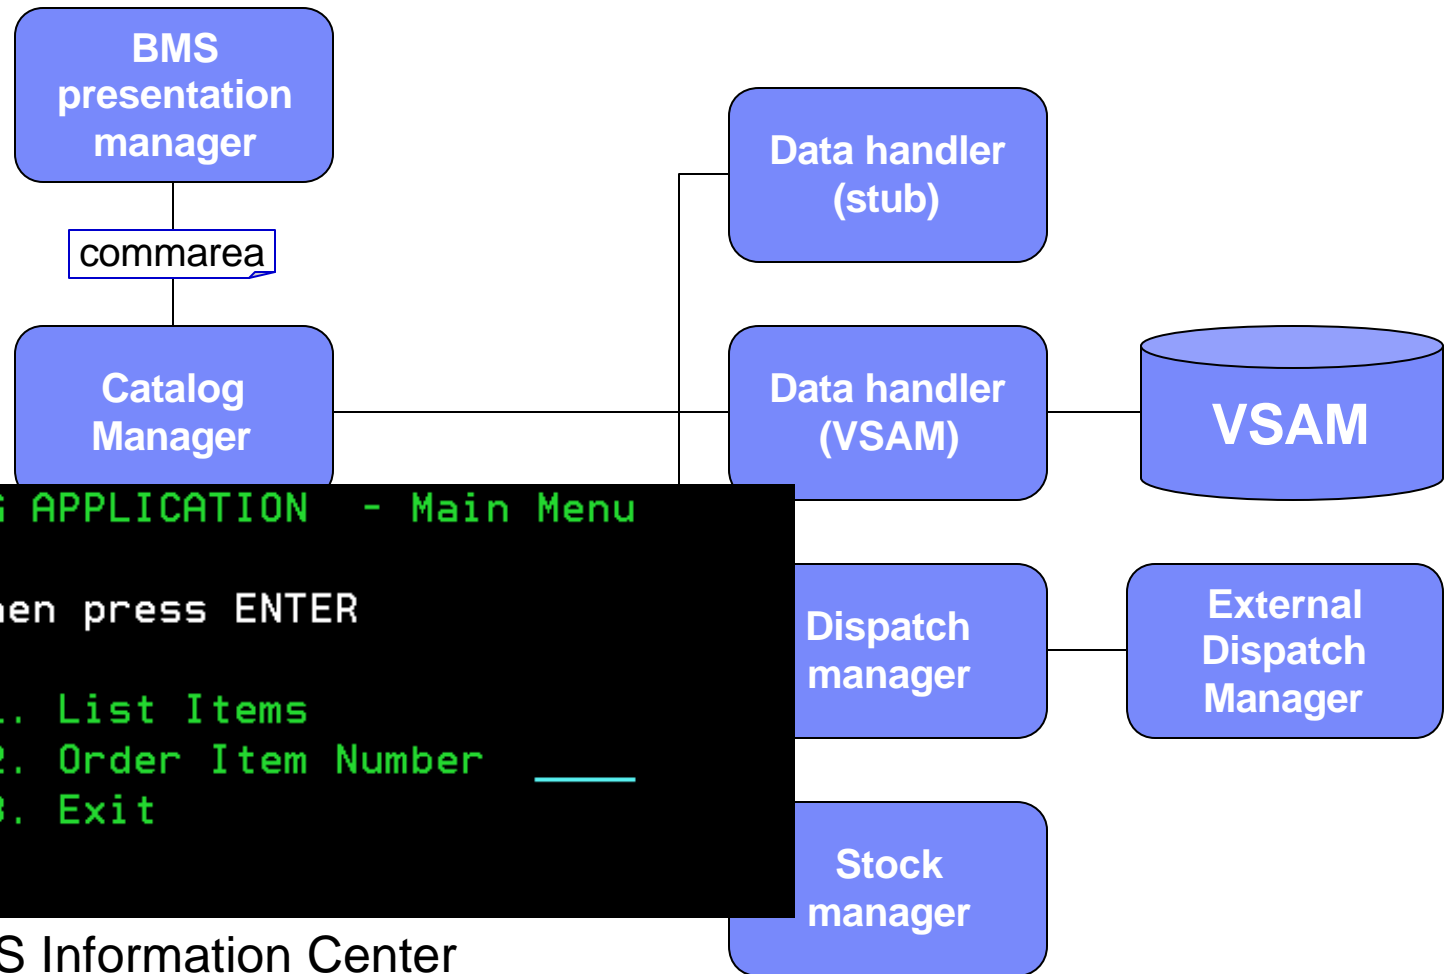 BMS
presentation
manager
commarea
Catalog
Manager
Data handler
(stub)
Data handler
(VSAM)
VSAM
APPLICATION - Main Menu
press ENTER
. List Items
. Order Item Number ____
. Exit
Dispatch
manager
External
Dispatch
Manager
Stock
manager
S Information Center